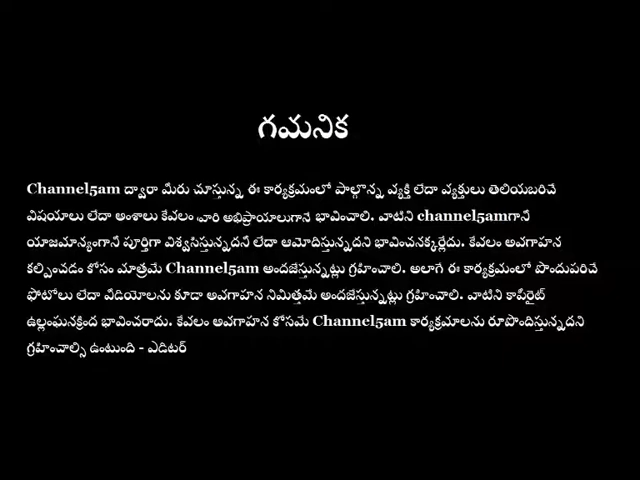 గమనిక
Channel5am ద్వారా మీరు చూస్తున్న ఈ కార్యక్రమంలో పాల్గొన్న వ్యక్తి లేదా వ్యక్తులు తెలియబరిచే
విషయాలు లేదా అంశాలు కేవలం వారి అభిప్రాయాలుగానే భావించాలి. వాటిని channel5amగానీ
యాజమాన్యంగానీ పూర్తిగా విశ్వసిస్తున్నదనీ లేదా ఆమోదిస్తున్నదని భావించనక్కర్లేదు. కేవలం అవగాహన
కల్పించడం కోసం మాత్రమే Channel5am అందజేస్తున్నట్లు గ్రహించాలి. అలాగే ఈ కార్యక్రమంలో పొందుపరిచే
ఫోటోలు లేదా వీడియోలను కూడా అవగాహన నిమిత్తమే అందజేస్తున్నట్లు గ్రహించాలి. వాటిని కాపీరైట్
ఉల్లంఘనక్రింద భావించరాదు. కేవలం అవగాహన కోసమే Channel5am కార్యక్రమాలను రూపొందిస్తున్నదని
గ్రహించాల్సి ఉంటుంది - ఎడిటర్